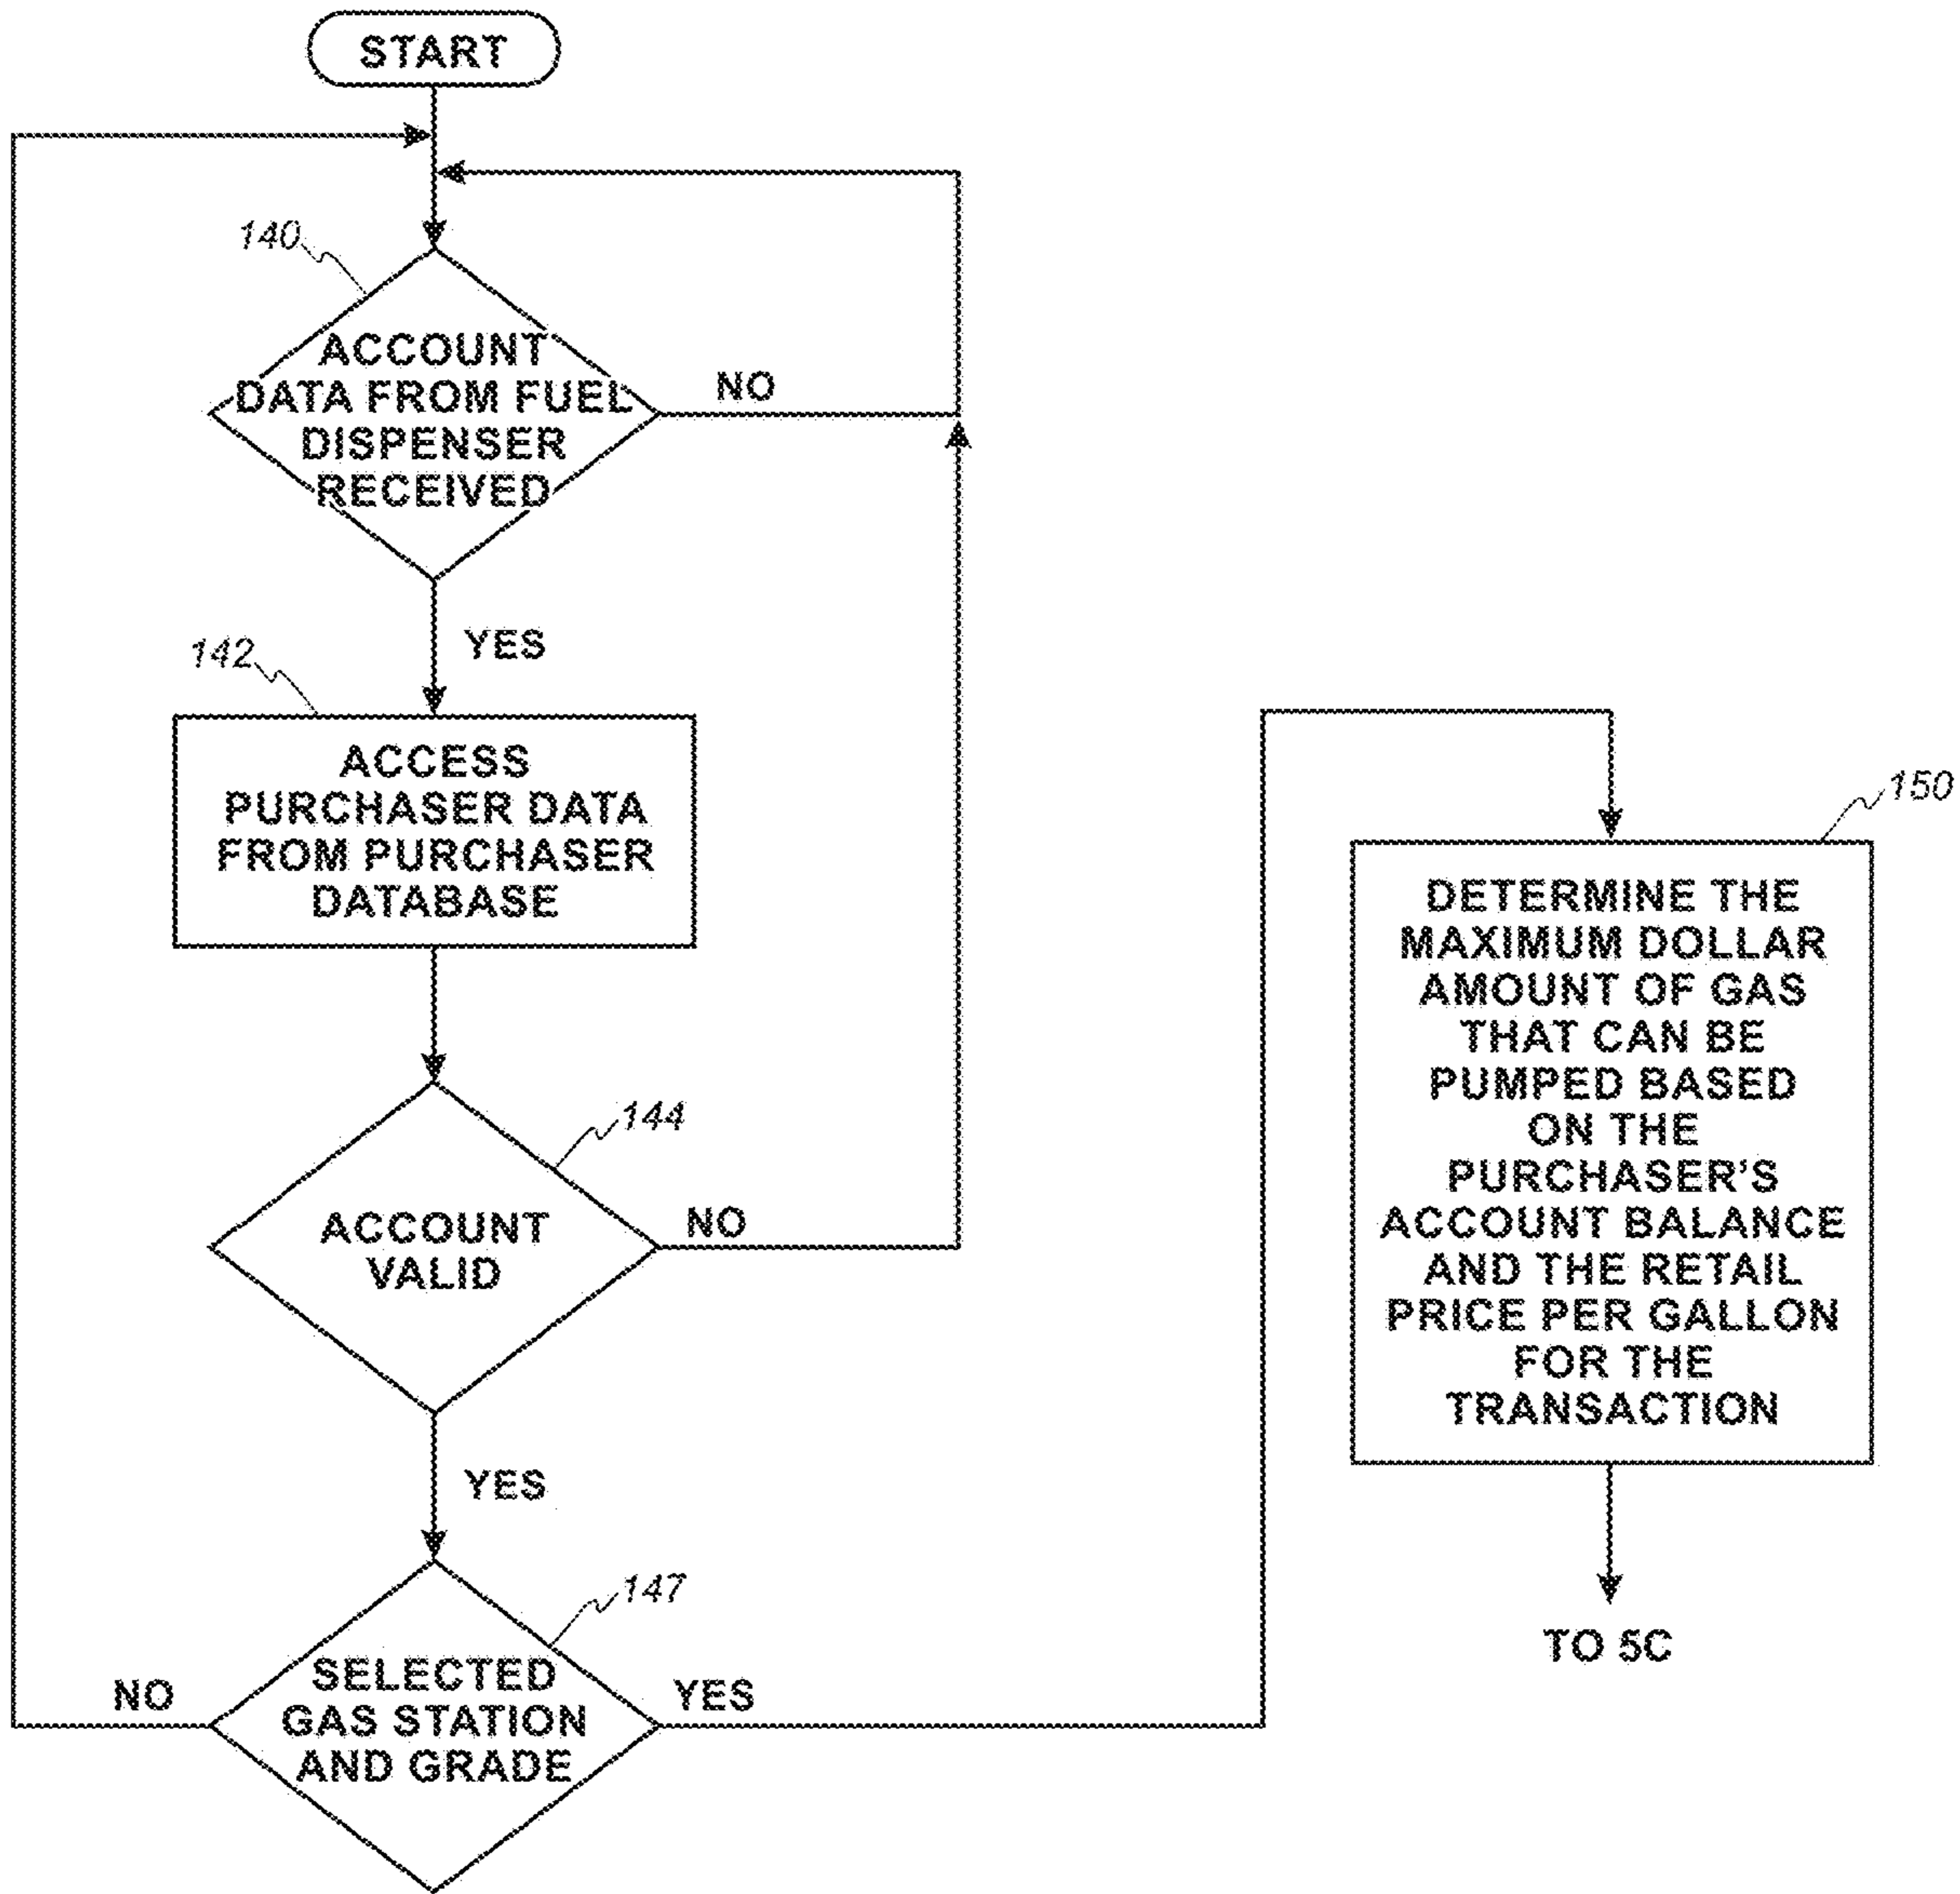 START
140
ACCOUNT
DATA FROM FUEL
DISPENSER
RECEIVED
NO
YES
142
ACCESS
PURCHASER DATA
FROM PURCHASER
DATABASE
144
ACCOUNT
VALID
NO
YES
147
SELECTED
GAS STATION
AND GRADE
NO
YES
150
DETERMINE THE
MAXIMUM DOLLAR
AMOUNT OF GAS
THAT CAN BE
PUMPED BASED
ON THE
PURCHASER'S
ACCOUNT BALANCE
AND THE RETAIL
PRICE PER GALLON
FOR THE
TRANSACTION
TO 5C